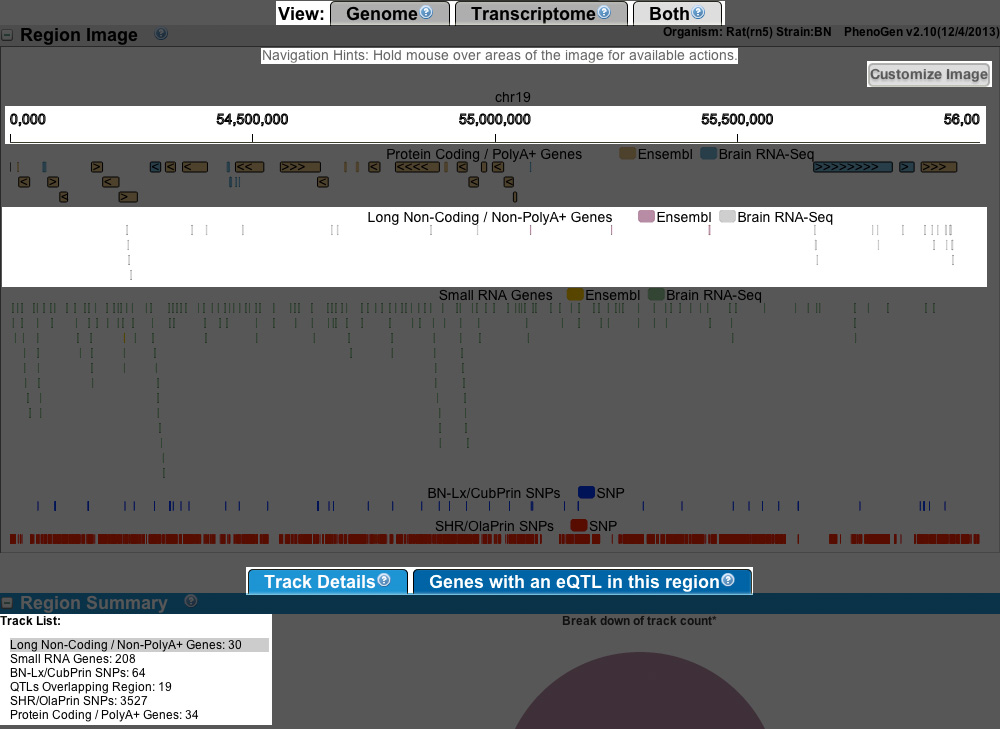 View: Genome Transcriptome Both
Region Image Organism: Rat(rn5) Strain:BN PhenoGen v2.10(12/4/2013)
Navigation Hints: Hold mouse over areas of the image for available actions.
Customize Image
chr19
0,000 54,500,000 55,000,000 55,500,000 56,00
Protein Coding / PolyA+ Genes Ensembl Brain RNA-Seq
Long Non-Coding / Non-PolyA+ Genes Ensembl Brain RNA-Seq
Small RNA Genes Ensembl Brain RNA-Seq
BN-Lx/CubPrin SNPs SNP
SHR/OlaPrin SNPs SNP
Track Details Genes with an eQTL in this region
Region Summary
Track List: Break down of track count*
Long Non-Coding / Non-PolyA+ Genes: 30
Small RNA Genes: 208
BN-Lx/CubPrin SNPs: 64
QTLs Overlapping Region: 19
SHR/OlaPrin SNPs: 3527
Protein Coding / PolyA+ Genes: 34